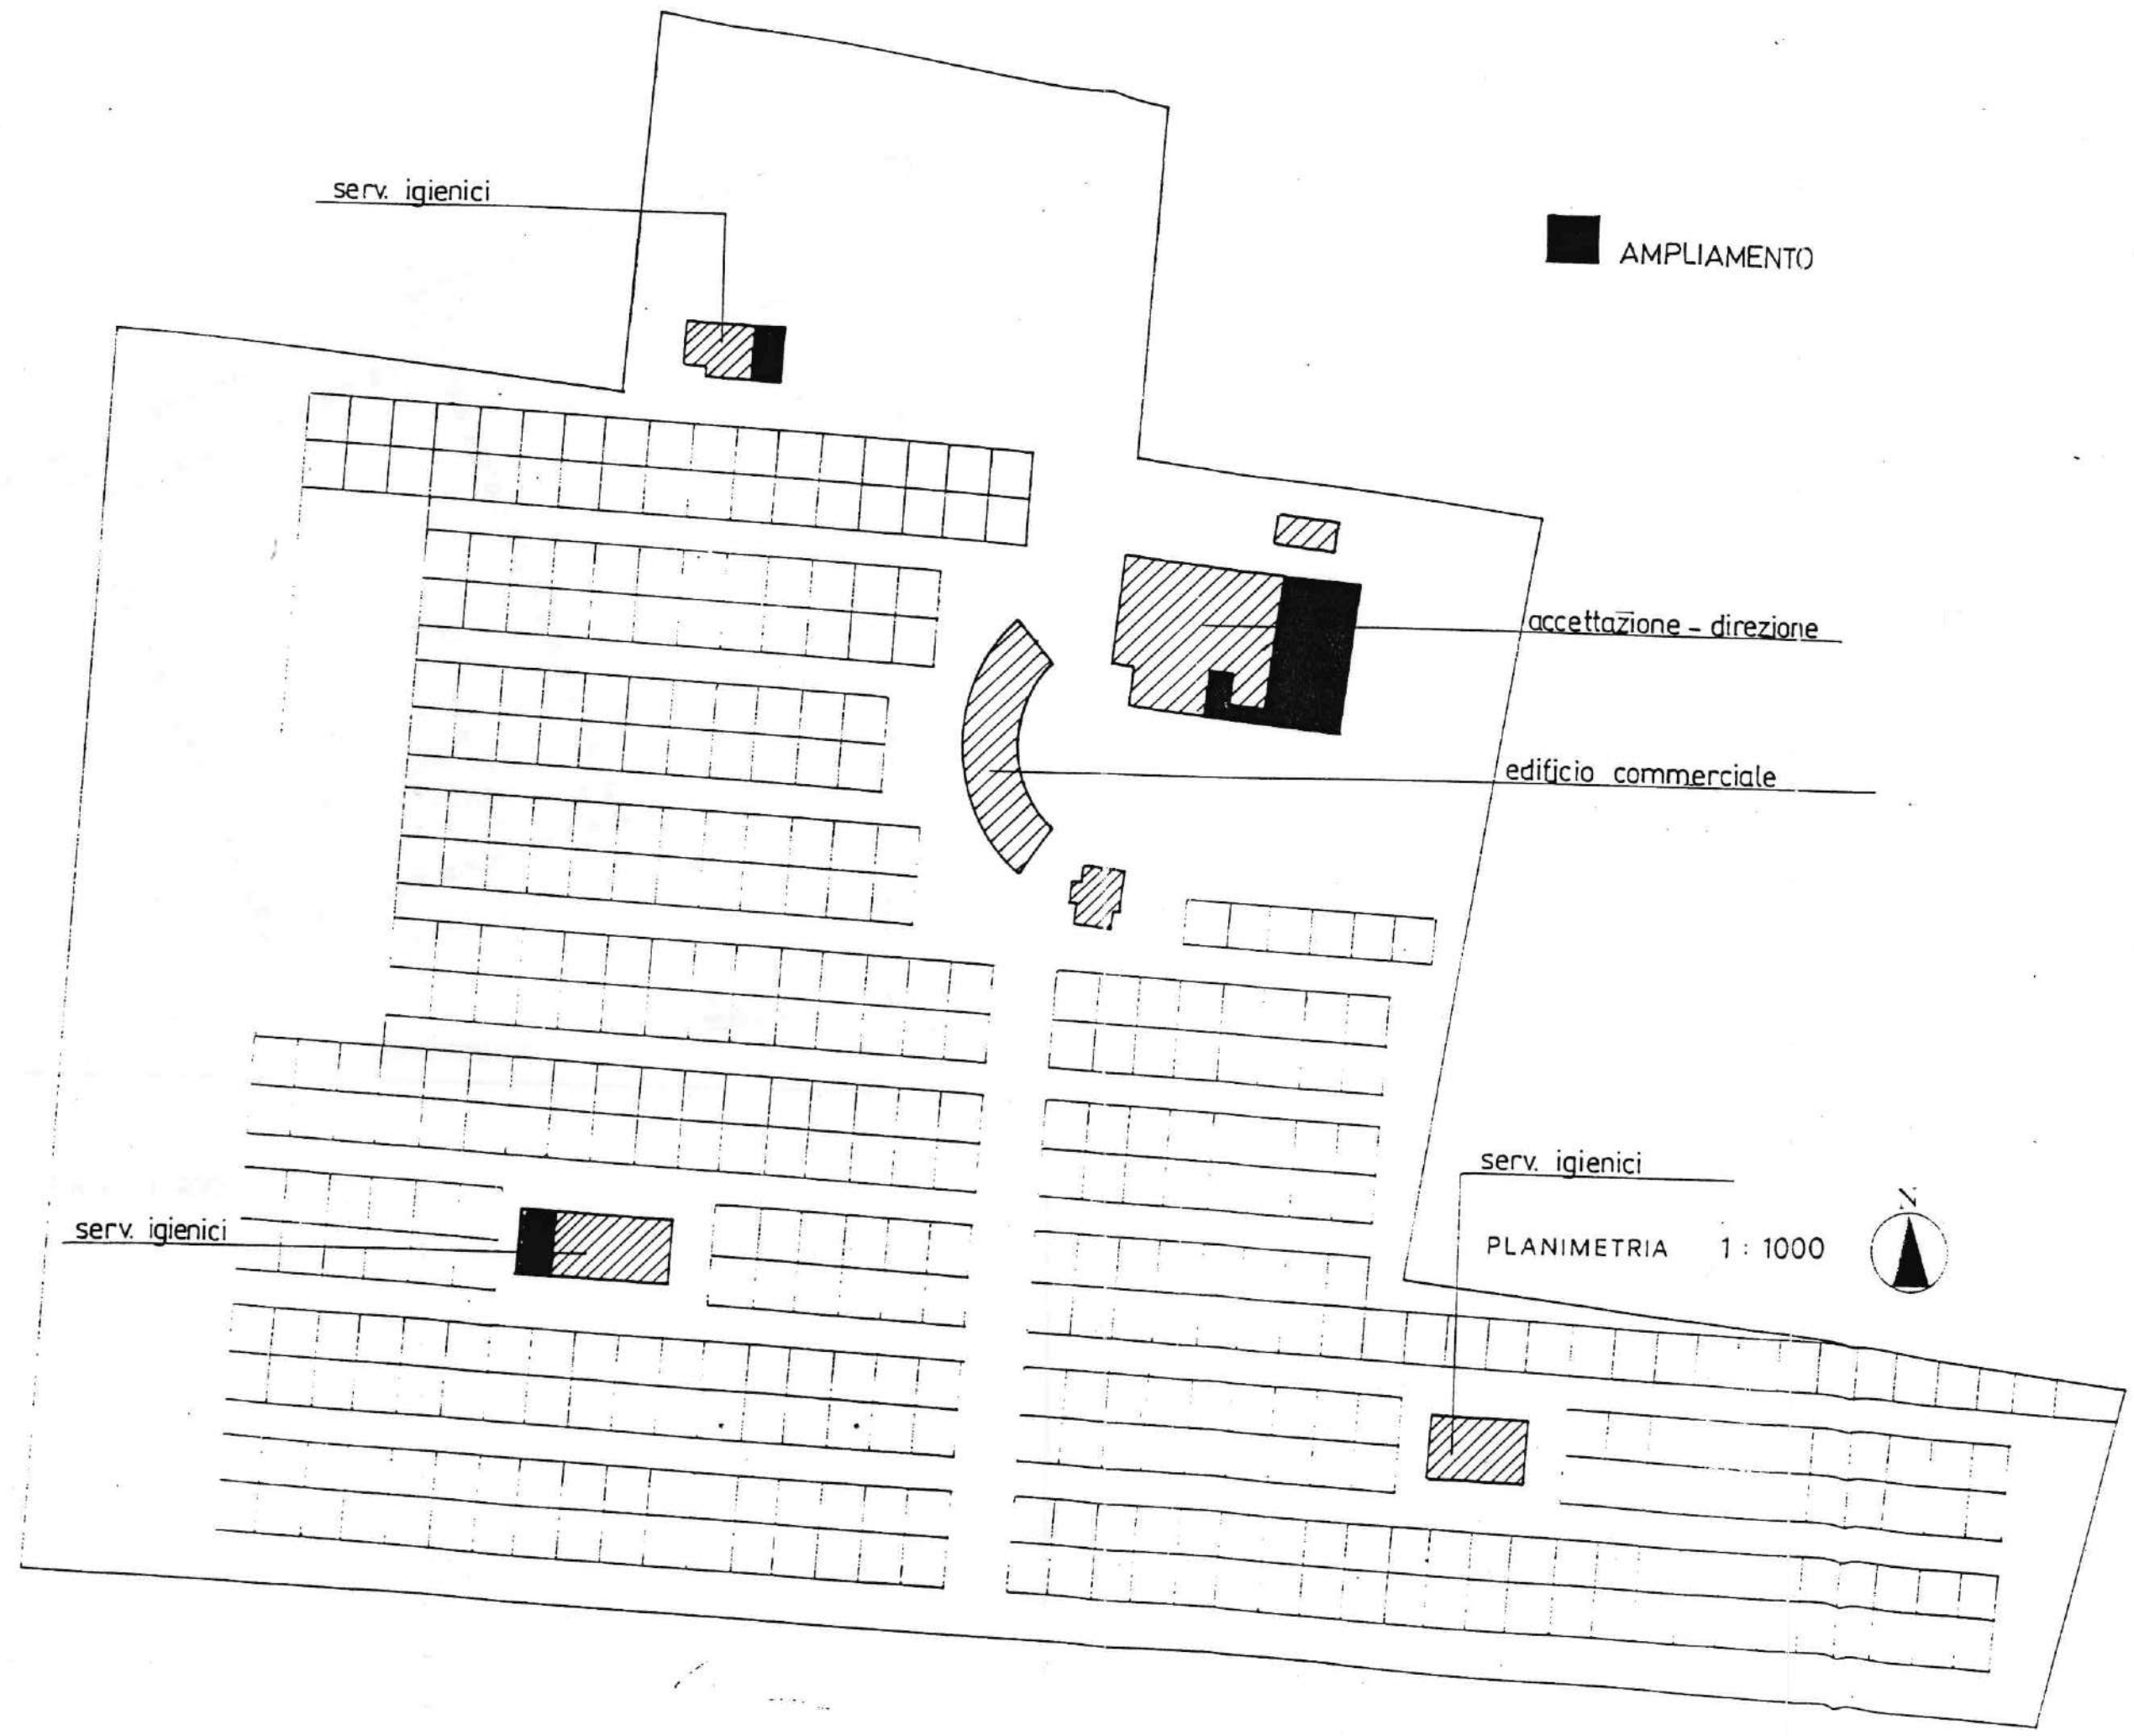 serv. igienici
AMPLIAMENTO
accettazione - direzione
edificio commerciale
serv. igienici
serv. igienici
PLANIMETRIA 1 : 1000
N